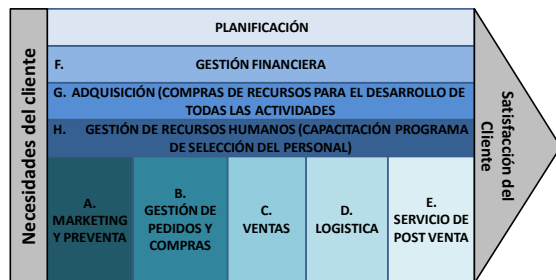 Necesidades del cliente
PLANIFICACIÓN
F. GESTIÓN FINANCIERA
G. ADQUISICIÓN (COMPRAS DE RECURSOS PARA EL DESARROLLO DE
TODAS LAS ACTIVIDADES
H. GESTIÓN DE RECURSOS HUMANOS (CAPACITACIÓN PROGRAMA
DE SELECCIÓN DEL PERSONAL)
A.
MARKETING
Y PREVENTA
B.
GESTIÓN DE
PEDIDOS Y
COMPRAS
C.
VENTAS
D.
LOGISTICA
E.
SERVICIO DE
POST VENTA
Satisfacción del
Cliente